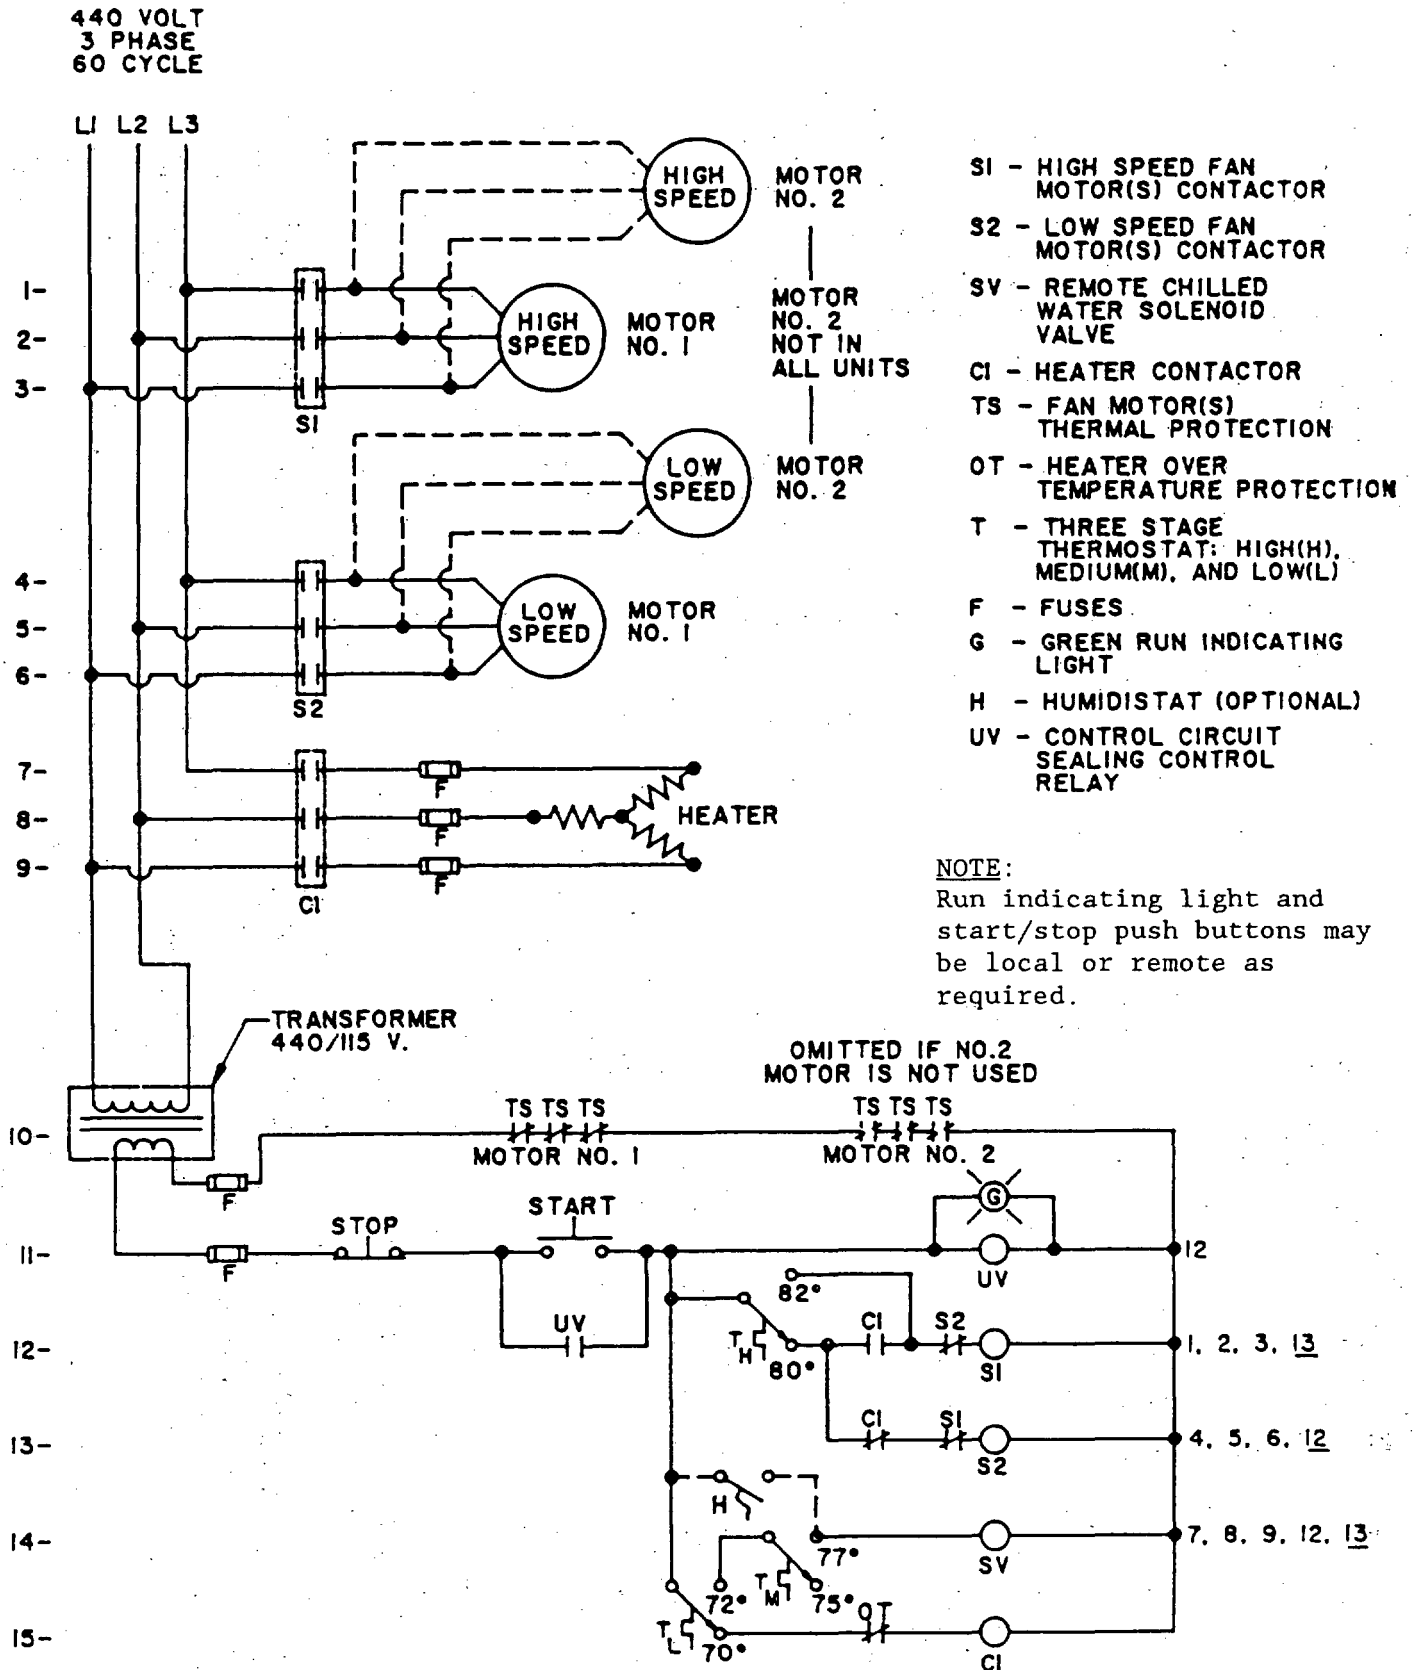 440 VOLT
3 PHASE
60 CYCLE
L1 L2 L3
HIGH
SPEED
MOTOR
NO. 2
1-
2-
3-
S1
HIGH
SPEED
MOTOR
NO. 1
MOTOR
NO. 2
NOT IN
ALL UNITS
LOW
SPEED
MOTOR
NO. 2
4-
5-
6-
S2
LOW
SPEED
MOTOR
NO. 1
7-
8-
9-
F
F
F
C1
HEATER
S1 - HIGH SPEED FAN
MOTOR(S) CONTACTOR
S2 - LOW SPEED FAN
MOTOR(S) CONTACTOR
SV - REMOTE CHILLED
WATER SOLENOID
VALVE
C1 - HEATER CONTACTOR
TS - FAN MOTOR(S)
THERMAL PROTECTION
OT - HEATER OVER
TEMPERATURE PROTECTION
T - THREE STAGE
THERMOSTAT: HIGH(H),
MEDIUM(M), AND LOW(L)
F - FUSES
G - GREEN RUN INDICATING
LIGHT
H - HUMIDISTAT (OPTIONAL)
UV - CONTROL CIRCUIT
SEALING CONTROL
RELAY
NOTE:
Run indicating light and
start/stop push buttons may
be local or remote as
required.
TRANSFORMER
440/115 V.
OMITTED IF NO.2
MOTOR IS NOT USED
10-
TS TS TS
MOTOR NO. 1
TS TS TS
MOTOR NO. 2
F
G
11-
F
STOP
START
UV
12
UV
82°
12-
TH
80°
C1
S2
S1
1, 2, 3, 13
13-
C1
S1
S2
4, 5, 6, 12
H
14-
77°
SV
7, 8, 9, 12, 13
72°
TM
75°
15-
TL
70°
OT
C1